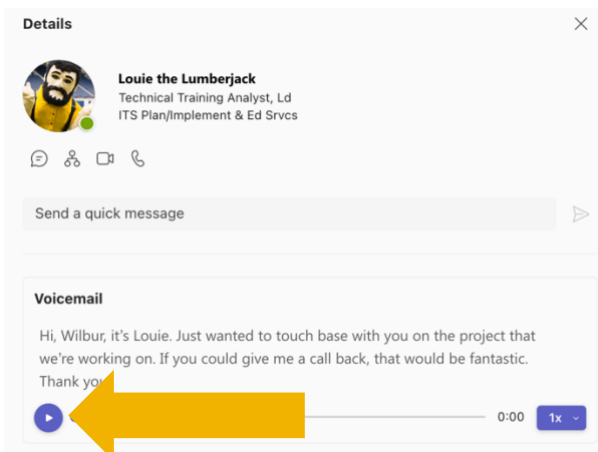 Details
Louie the Lumberjack
Technical Training Analyst, Ld
ITS Plan/Implement & Ed Srvcs
Send a quick message
Voicemail
Hi, Wilbur, it's Louie. Just wanted to touch base with you on the project that
we're working on. If you could give me a call back, that would be fantastic.
Thank
0:00 1x